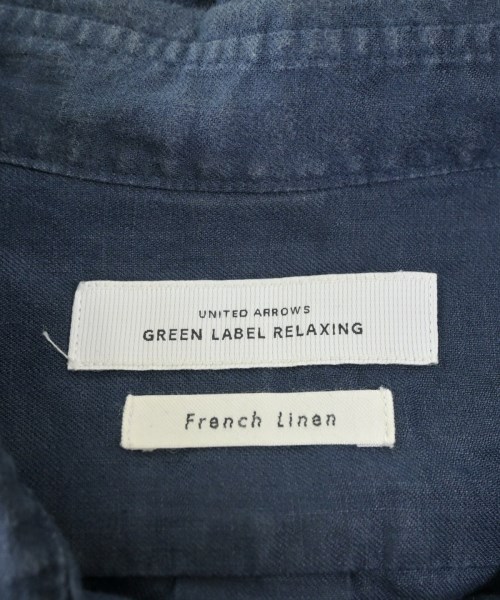 UNITED ARROWS
GREEN LABEL RELAXING
French Linen